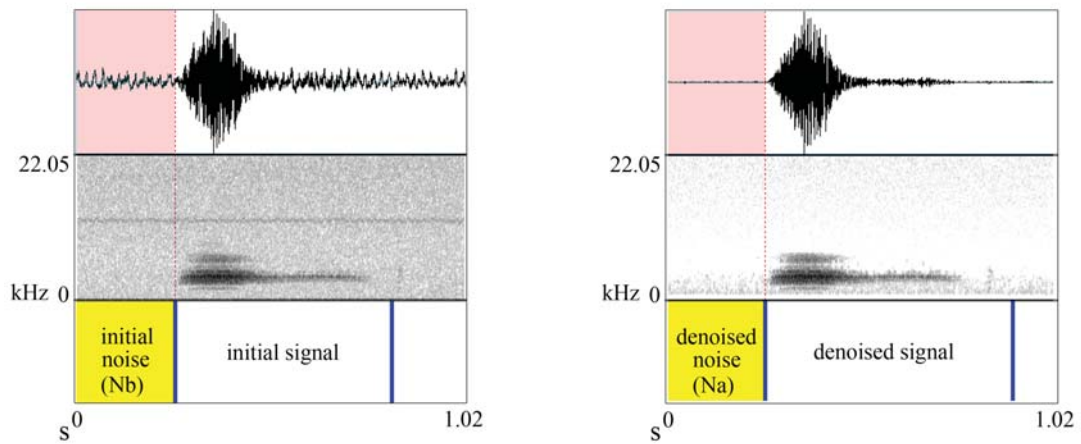 22.05
kHz 0
initial
noise
(Nb)
initial signal
s 0
1.02
22.05
kHz 0
denoised
noise
(Na)
denoised signal
s 0
1.02